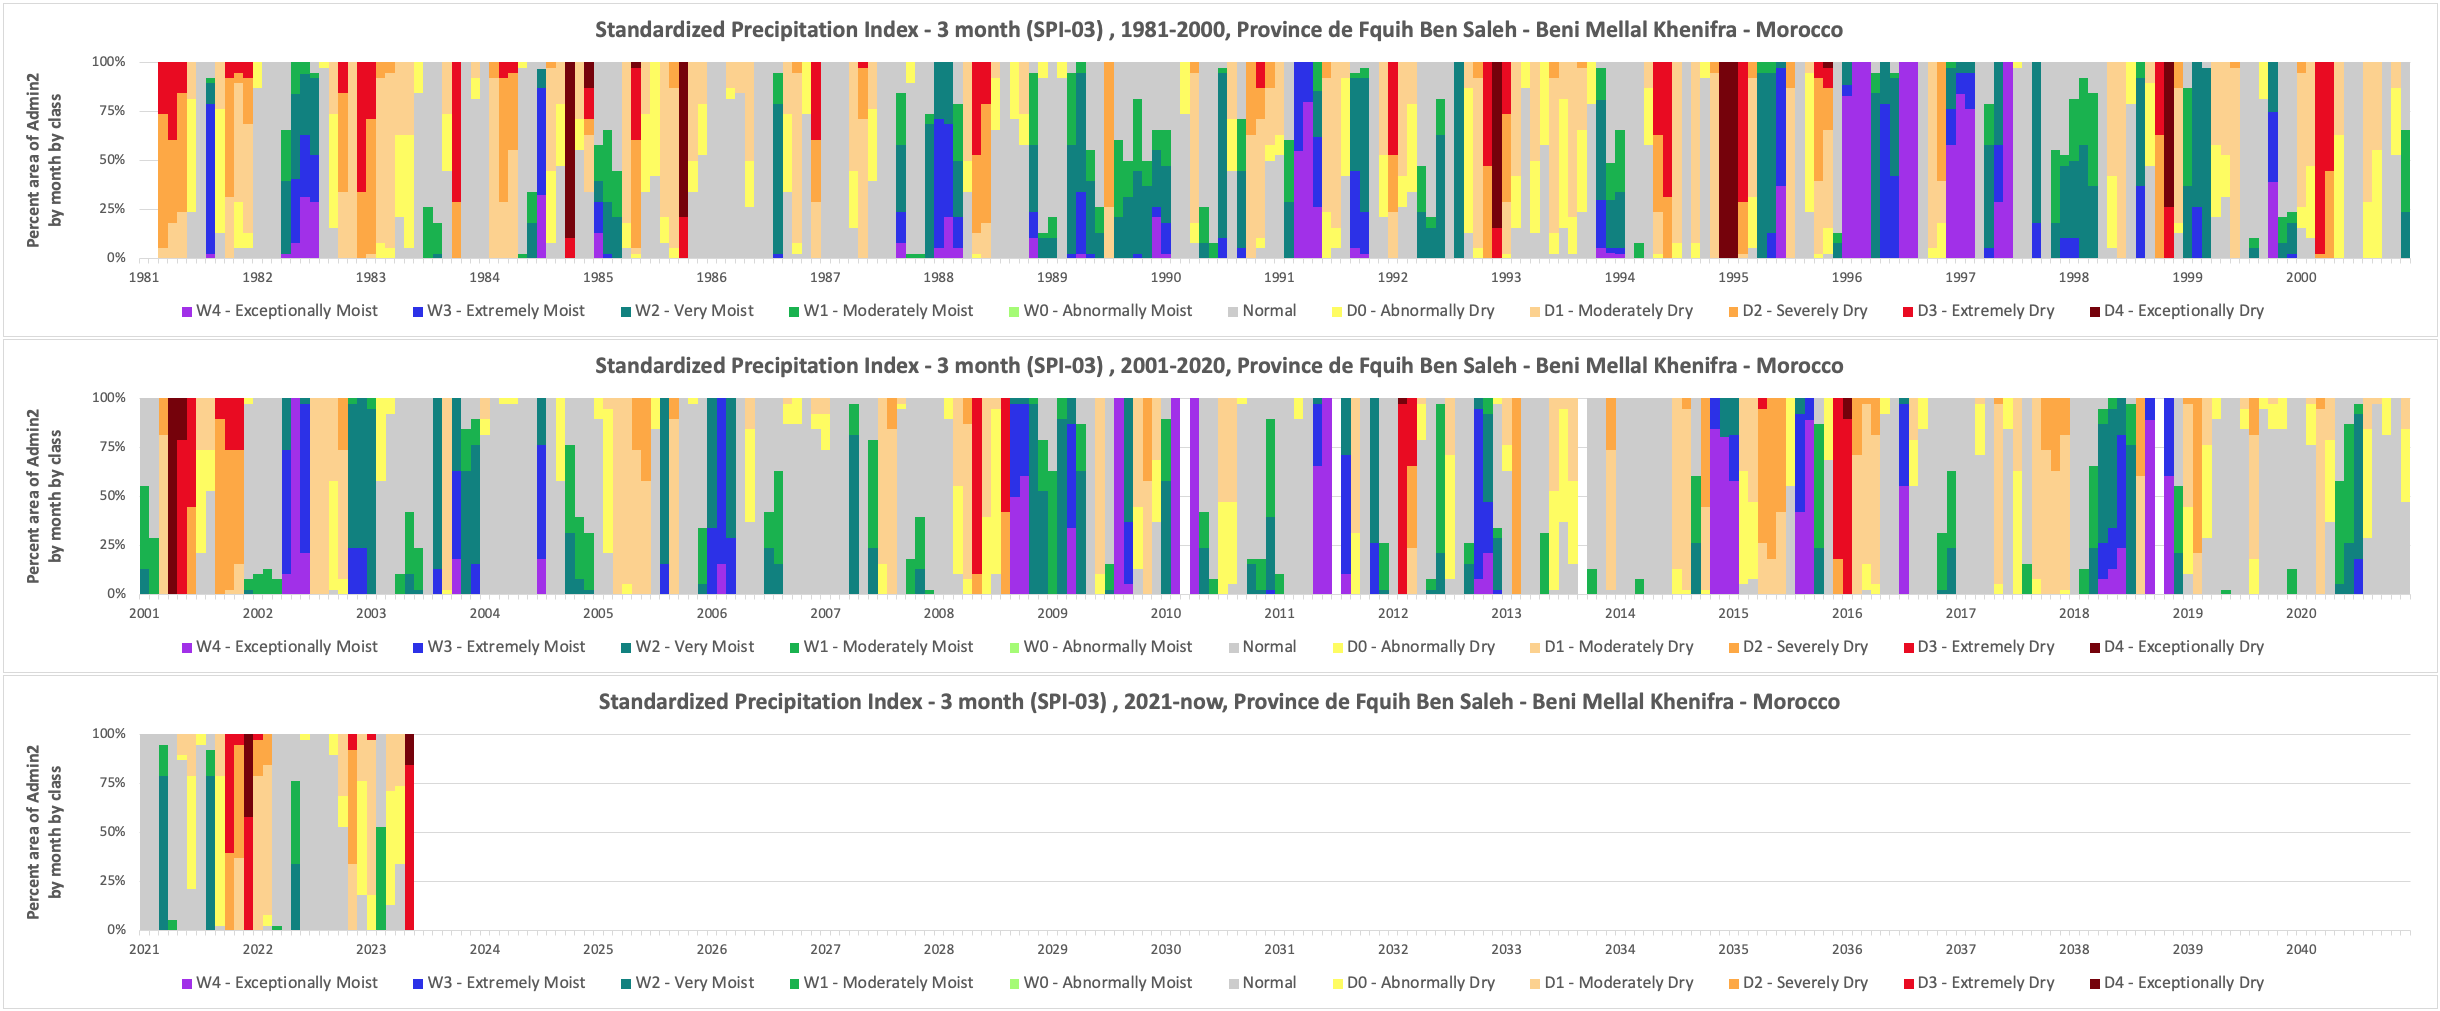 Standardized Precipitation Index - 3 month (SPI-03) , 1981-2000, Province de Fquih Ben Saleh - Beni Mellal Khenifra - Morocco
Percent area of Admin2
by month by class
100%
75%
50%
25%
0%
1981 1982 1983 1984 1985 1986 1987 1988 1989 1990 1991 1992 1993 1994 1995 1996 1997 1998 1999 2000
W4 - Exceptionally Moist W3 - Extremely Moist W2 - Very Moist W1 - Moderately Moist W0 - Abnormally Moist Normal D0 - Abnormally Dry D1 - Moderately Dry D2 - Severely Dry D3 - Extremely Dry D4 - Exceptionally Dry
Standardized Precipitation Index - 3 month (SPI-03) , 2001-2020, Province de Fquih Ben Saleh - Beni Mellal Khenifra - Morocco
Percent area of Admin2
by month by class
100%
75%
50%
25%
0%
2001 2002 2003 2004 2005 2006 2007 2008 2009 2010 2011 2012 2013 2014 2015 2016 2017 2018 2019 2020
W4 - Exceptionally Moist W3 - Extremely Moist W2 - Very Moist W1 - Moderately Moist W0 - Abnormally Moist Normal D0 - Abnormally Dry D1 - Moderately Dry D2 - Severely Dry D3 - Extremely Dry D4 - Exceptionally Dry
Standardized Precipitation Index - 3 month (SPI-03) , 2021-now, Province de Fquih Ben Saleh - Beni Mellal Khenifra - Morocco
Percent area of Admin2
by month by class
100%
75%
50%
25%
0%
2021 2022 2023 2024 2025 2026 2027 2028 2029 2030 2031 2032 2033 2034 2035 2036 2037 2038 2039 2040
W4 - Exceptionally Moist W3 - Extremely Moist W2 - Very Moist W1 - Moderately Moist W0 - Abnormally Moist Normal D0 - Abnormally Dry D1 - Moderately Dry D2 - Severely Dry D3 - Extremely Dry D4 - Exceptionally Dry